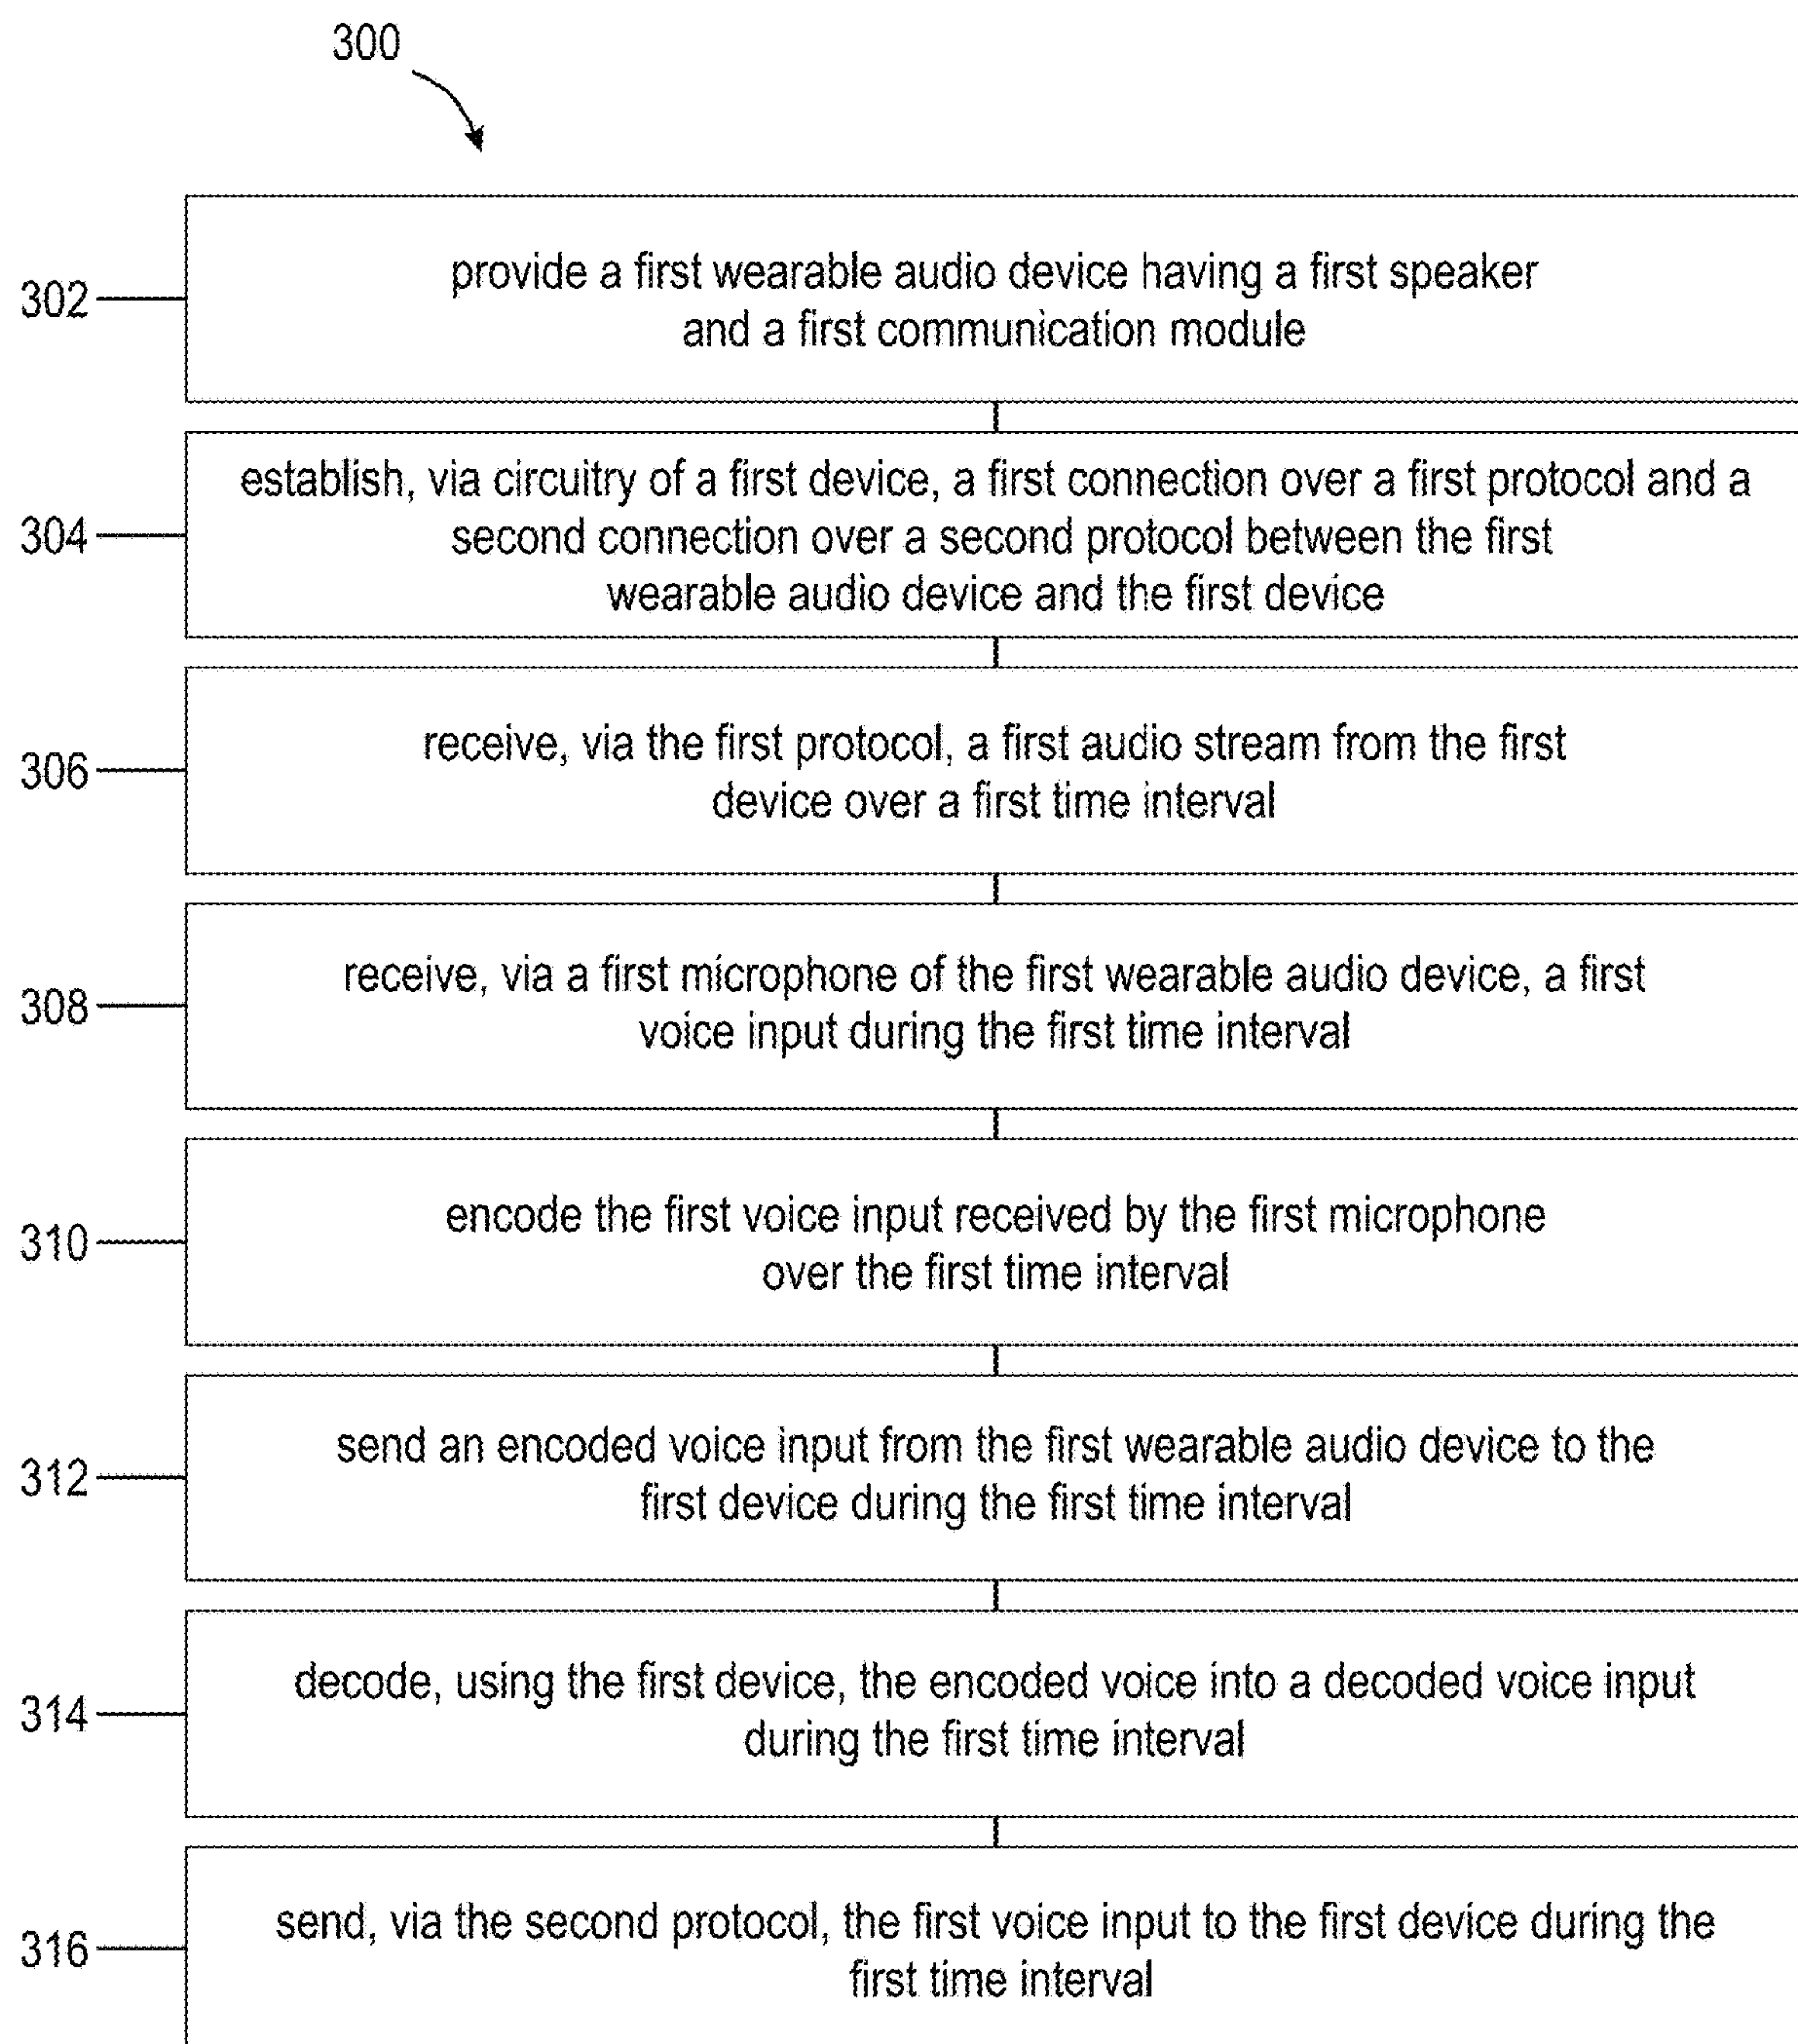 300
302
provide a first wearable audio device having a first speaker
and a first communication module
304
establish, via circuitry of a first device, a first connection over a first protocol and a
second connection over a second protocol between the first
wearable audio device and the first device
306
receive, via the first protocol, a first audio stream from the first
device over a first time interval
308
receive, via a first microphone of the first wearable audio device, a first
voice input during the first time interval
310
encode the first voice input received by the first microphone
over the first time interval
312
send an encoded voice input from the first wearable audio device to the
first device during the first time interval
314
decode, using the first device, the encoded voice into a decoded voice input
during the first time interval
316
send, via the second protocol, the first voice input to the first device during the
first time interval